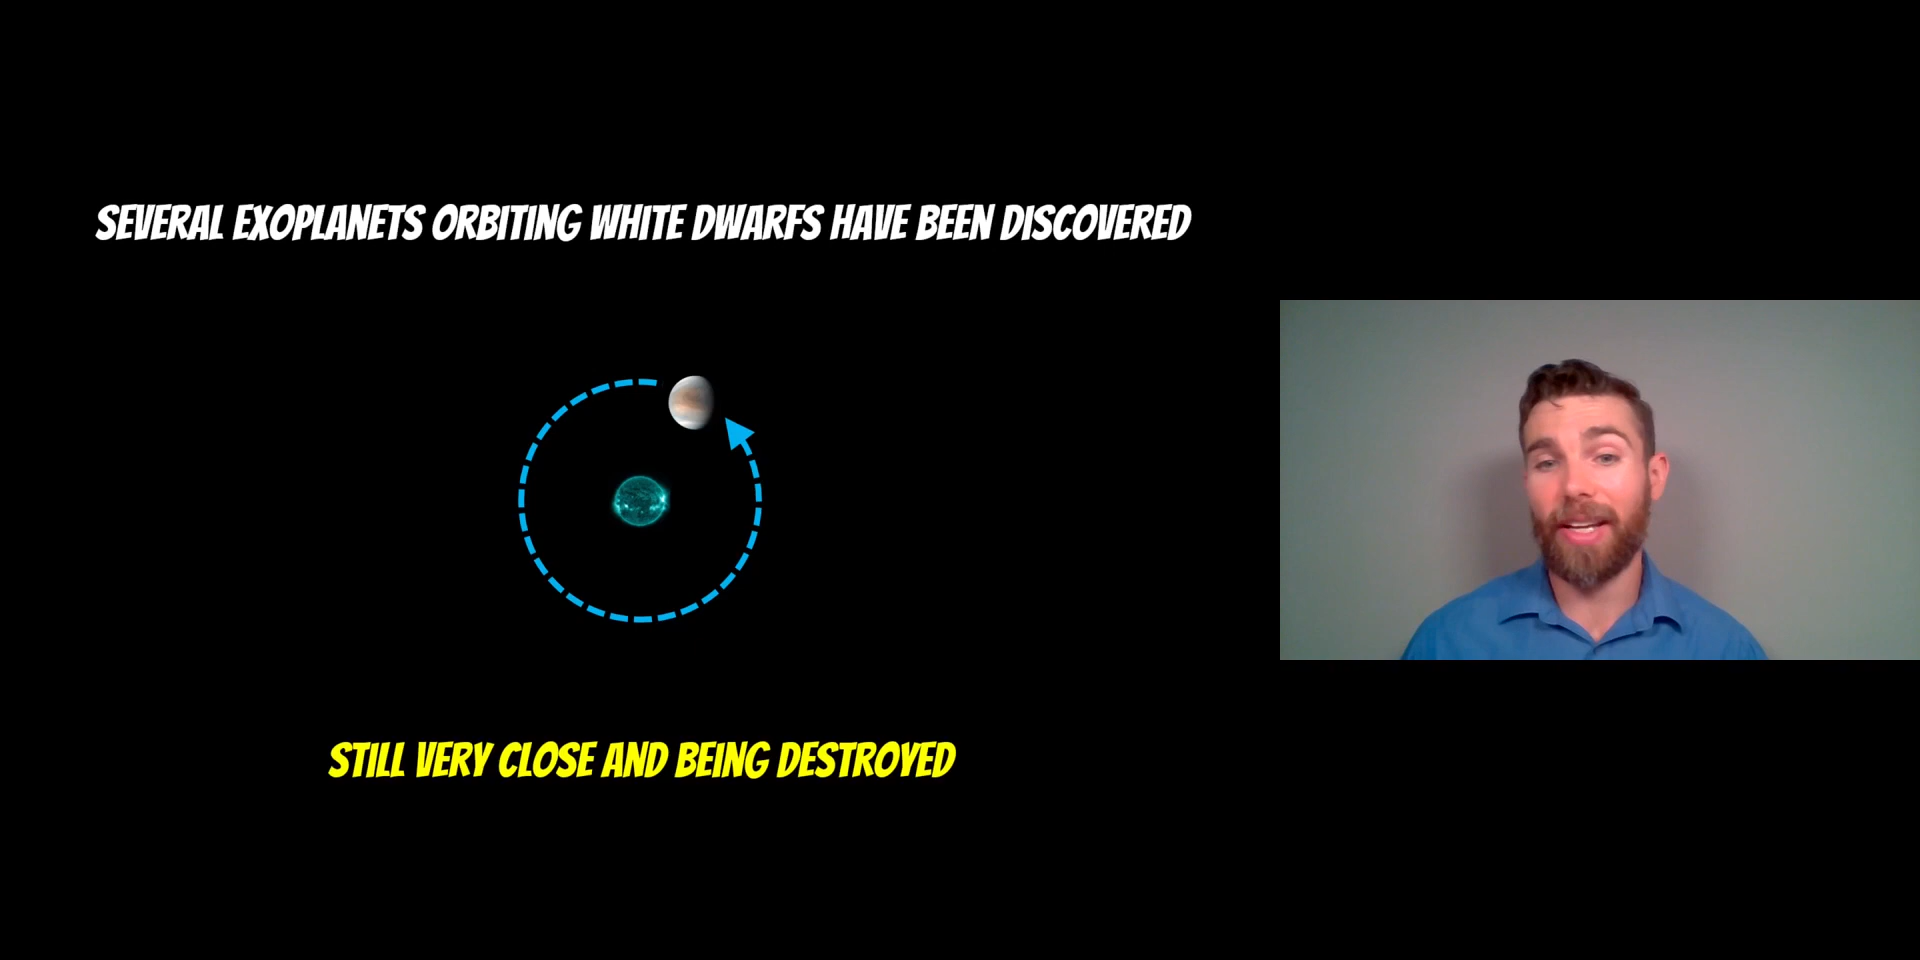 SEVERAL EXOPLANETS ORBITING WHITE DWARFS HAVE BEEN DISCOVERED
STILL VERY CLOSE AND BEING DESTROYED